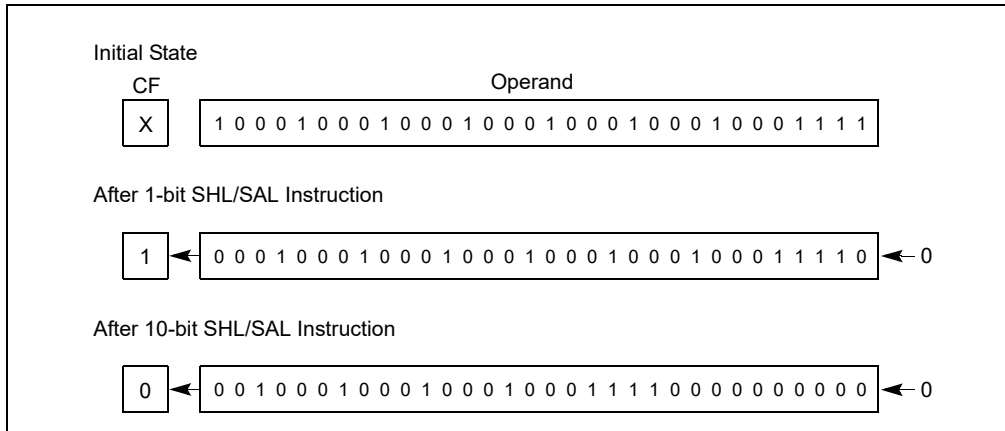 Initial State
CF Operand
X 1 0 0 0 1 0 0 0 1 0 0 0 1 0 0 0 1 0 0 0 1 0 0 0 1 0 0 0 1 1 1 1
After 1-bit SHL/SAL Instruction
1 0 0 0 1 0 0 0 1 0 0 0 1 0 0 0 1 0 0 0 1 0 0 0 1 0 0 0 1 1 1 1 0 0
After 10-bit SHL/SAL Instruction
0 0 0 1 0 0 0 1 0 0 0 1 0 0 0 1 0 0 0 1 1 1 1 0 0 0 0 0 0 0 0 0 0 0